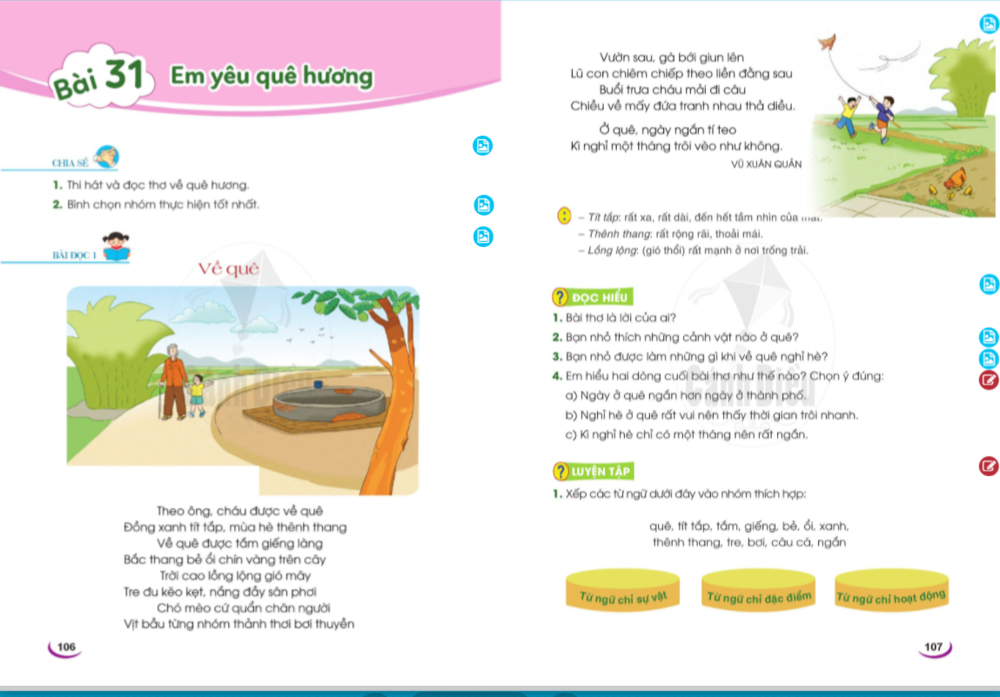 Bài 31 Em yêu quê hương
CHIA SẺ
1. Thi hát và đọc thơ về quê hương.
2. Bình chọn nhóm thực hiện tốt nhất.
BÀI ĐỌC 1
Về quê
Theo ông, cháu được về quê
Đồng xanh tít tắp, mùa hè thênh thang
Về quê được tắm giếng làng
Bắc thang bẻ ổi chín vàng trên cây
Trời cao lồng lộng gió mây
Tre đu kẽo kẹt, nắng đầy sân phơi
Chó mèo cứ quẩn chân người
Vịt bầu từng nhóm thảnh thơi bơi thuyền
106
Vườn sau, gà bới giun lên
Lũ con chiêm chiếp theo liền đằng sau
Buổi trưa cháu mải đi câu
Chiều về mấy đứa tranh nhau thả diều.
Ở quê, ngày ngắn tí teo
Kì nghỉ một tháng trôi vèo như không.
VŨ XUÂN QUẢN
– Tít tắp: rất xa, rất dài, đến hết tầm nhìn của mắt.
– Thênh thang: rất rộng rãi, thoải mái.
– Lồng lộng: (gió thổi) rất mạnh ở nơi trống trải.
? ĐỌC HIỂU
1. Bài thơ là lời của ai?
2. Bạn nhỏ thích những cảnh vật nào ở quê?
3. Bạn nhỏ được làm những gì khi về quê nghỉ hè?
4. Em hiểu hai dòng cuối bài thơ như thế nào? Chọn ý đúng:
a) Ngày ở quê ngắn hơn ngày ở thành phố.
b) Nghỉ hè ở quê rất vui nên thấy thời gian trôi nhanh.
c) Kì nghỉ hè chỉ có một tháng nên rất ngắn.
Cánh Diều
? LUYỆN TẬP
1. Xếp các từ ngữ dưới đây vào nhóm thích hợp:
quê, tít tắp, tắm, giếng, bẻ, ổi, xanh,
thênh thang, tre, bơi, câu cá, ngắn
Từ ngữ chỉ sự vật
Từ ngữ chỉ đặc điểm
Từ ngữ chỉ hoạt động
107